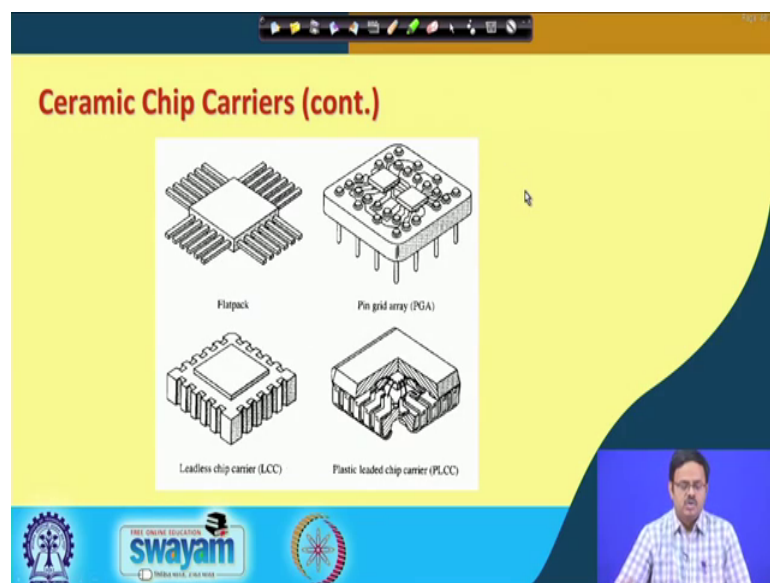 Ceramic Chip Carriers (cont.)
Flatpack
Pin grid array (PGA)
Leadless chip carrier (LCC)
Plastic leaded chip carrier (PLCC)
FREE ONLINE EDUCATION
swayam